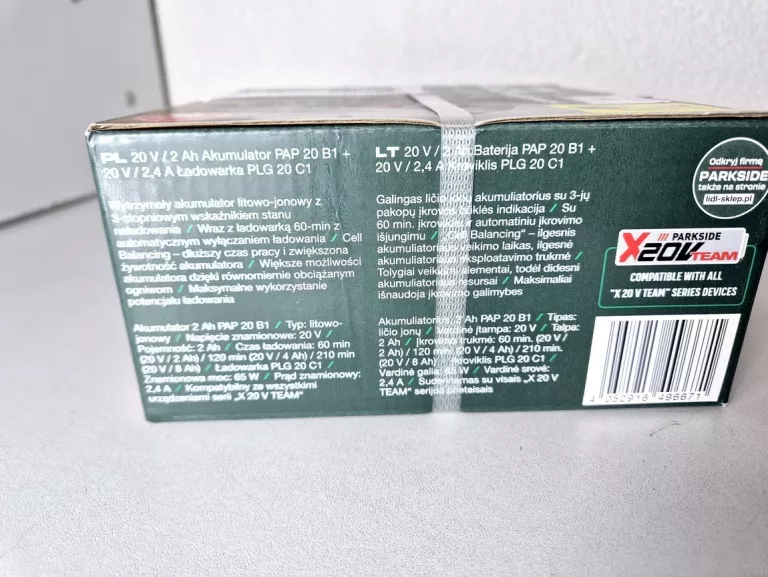 PL 20 V / 2 Ah Akumulator PAP 20 B1 +
20 V / 2,4 A Ładowarka PLG 20 C1
Wytrzymały akumulator litowo-jonowy z
3-stopniowym wskaźnikiem stanu
naładowania / Wraz z ładowarką 60-min z
automatycznym wyłączaniem ładowania / Cell
Balancing" – dłuższy czas pracy i zwiększona
żywotność akumulatora / Większe możliwości
akumulatora dzięki równomiernie obciążanym
ogniwom / Maksymalne wykorzystanie
potencjału ładowania
Akumulator 2 Ah PAP 20 B1 / Typ: litowo-
jonowy / Napięcie znamionowe: 20 V /
Pojemność: 2 Ah / Czas ładowania: 60 min
(20 V / 2 Ah) / 120 min (20 V / 4 Ah) / 210 min
(20 V / 8 Ah) / Ładowarka PLG 20 C1 /
Znamionowa moc: 65 W / Prąd znamionowy:
2,4 A / Kompatybilny ze wszystkimi
urządzeniami serii „X 20 V TEAM"
LT 20 V / 2 Ah Baterija PAP 20 B1 +
20 V / 2,4 A Kroviklis PLG 20 C1
Galingas ličio jonų akumuliatorius su 3-jų
pakopų įkrovos būklės indikacija / Su
60 min. įkrovikliu ir automatiniu įkrovimo
išjungimu / „Cell Balancing" – ilgesnis
akumuliatoriaus veikimo laikas, ilgesnė
akumuliatoriaus eksploatavimo trukmė /
Tolygiai veikiami elementai, todėl didesni
akumuliatoriaus resursai / Maksimaliai
išnaudoja įkrovimo galimybes
Akumuliatorius 2 Ah PAP 20 B1 / Tipas:
ličio jonų / Vardinė įtampa: 20 V / Talpa:
2 Ah / Įkrovimo trukmė: 60 min. (20 V / 2
Ah) / 120 min. (20 V / 4 Ah) / 210 min.
(20 V / 8 Ah) / Įkroviklis PLG 20 C1 /
Vardinė galia: 65 W / Vardinė srovė:
2,4 A / Suderinamas su visais „X 20 V
TEAM" serijos prietaisais
Odkryj firmę
PARKSIDE
także na stronie
lidl-sklep.pl
/// PARKSIDE
X20V TEAM
COMPATIBLE WITH ALL
"X 20 V TEAM" SERIES DEVICES
4 052916 496671